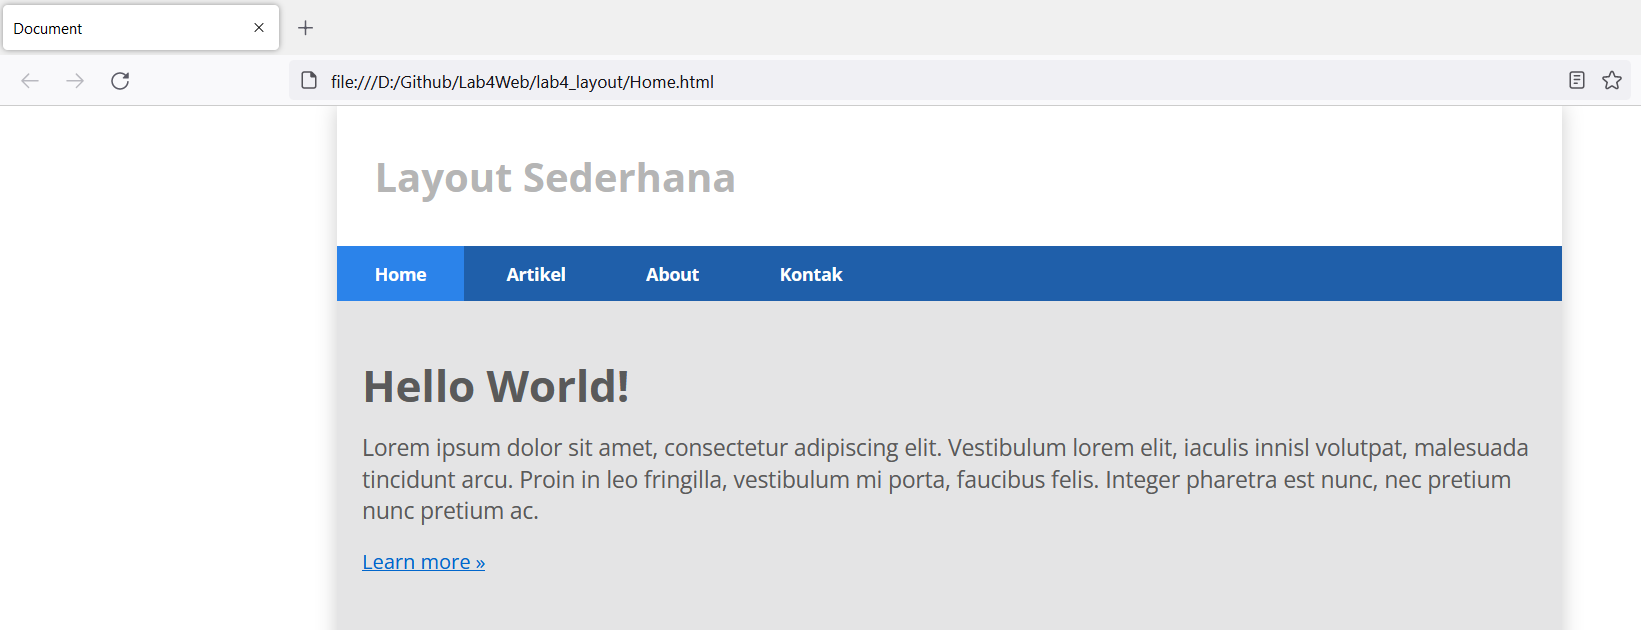 Document
file:///D:/Github/Lab4Web/lab4_layout/Home.html
Layout Sederhana
Home Artikel About Kontak
Hello World!
Lorem ipsum dolor sit amet, consectetur adipiscing elit. Vestibulum lorem elit, iaculis innisl volutpat, malesuada
tincidunt arcu. Proin in leo fringilla, vestibulum mi porta, faucibus felis. Integer pharetra est nunc, nec pretium
nunc pretium ac.
Learn more »